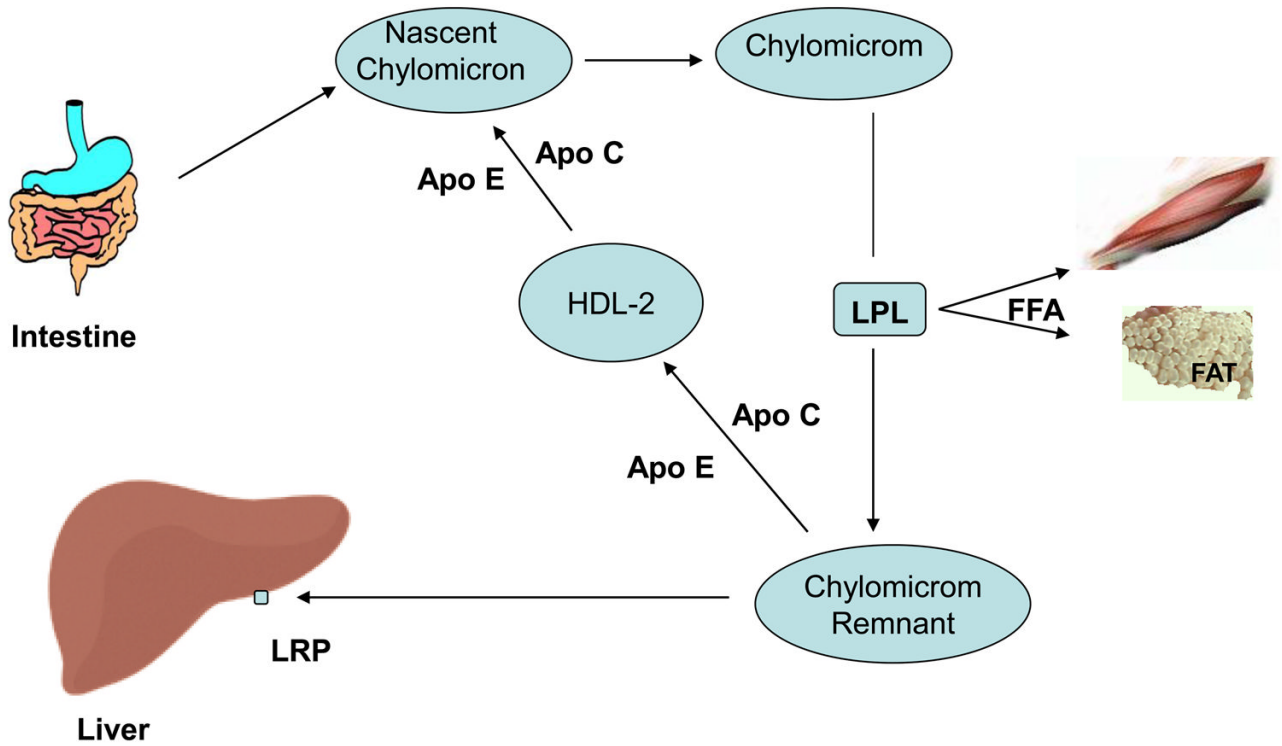 Nascent
Chylomicron
Chylomicrom
Apo C
Apo E
HDL-2
LPL
FFA
FAT
Intestine
Apo C
Apo E
Chylomicrom
Remnant
LRP
Liver